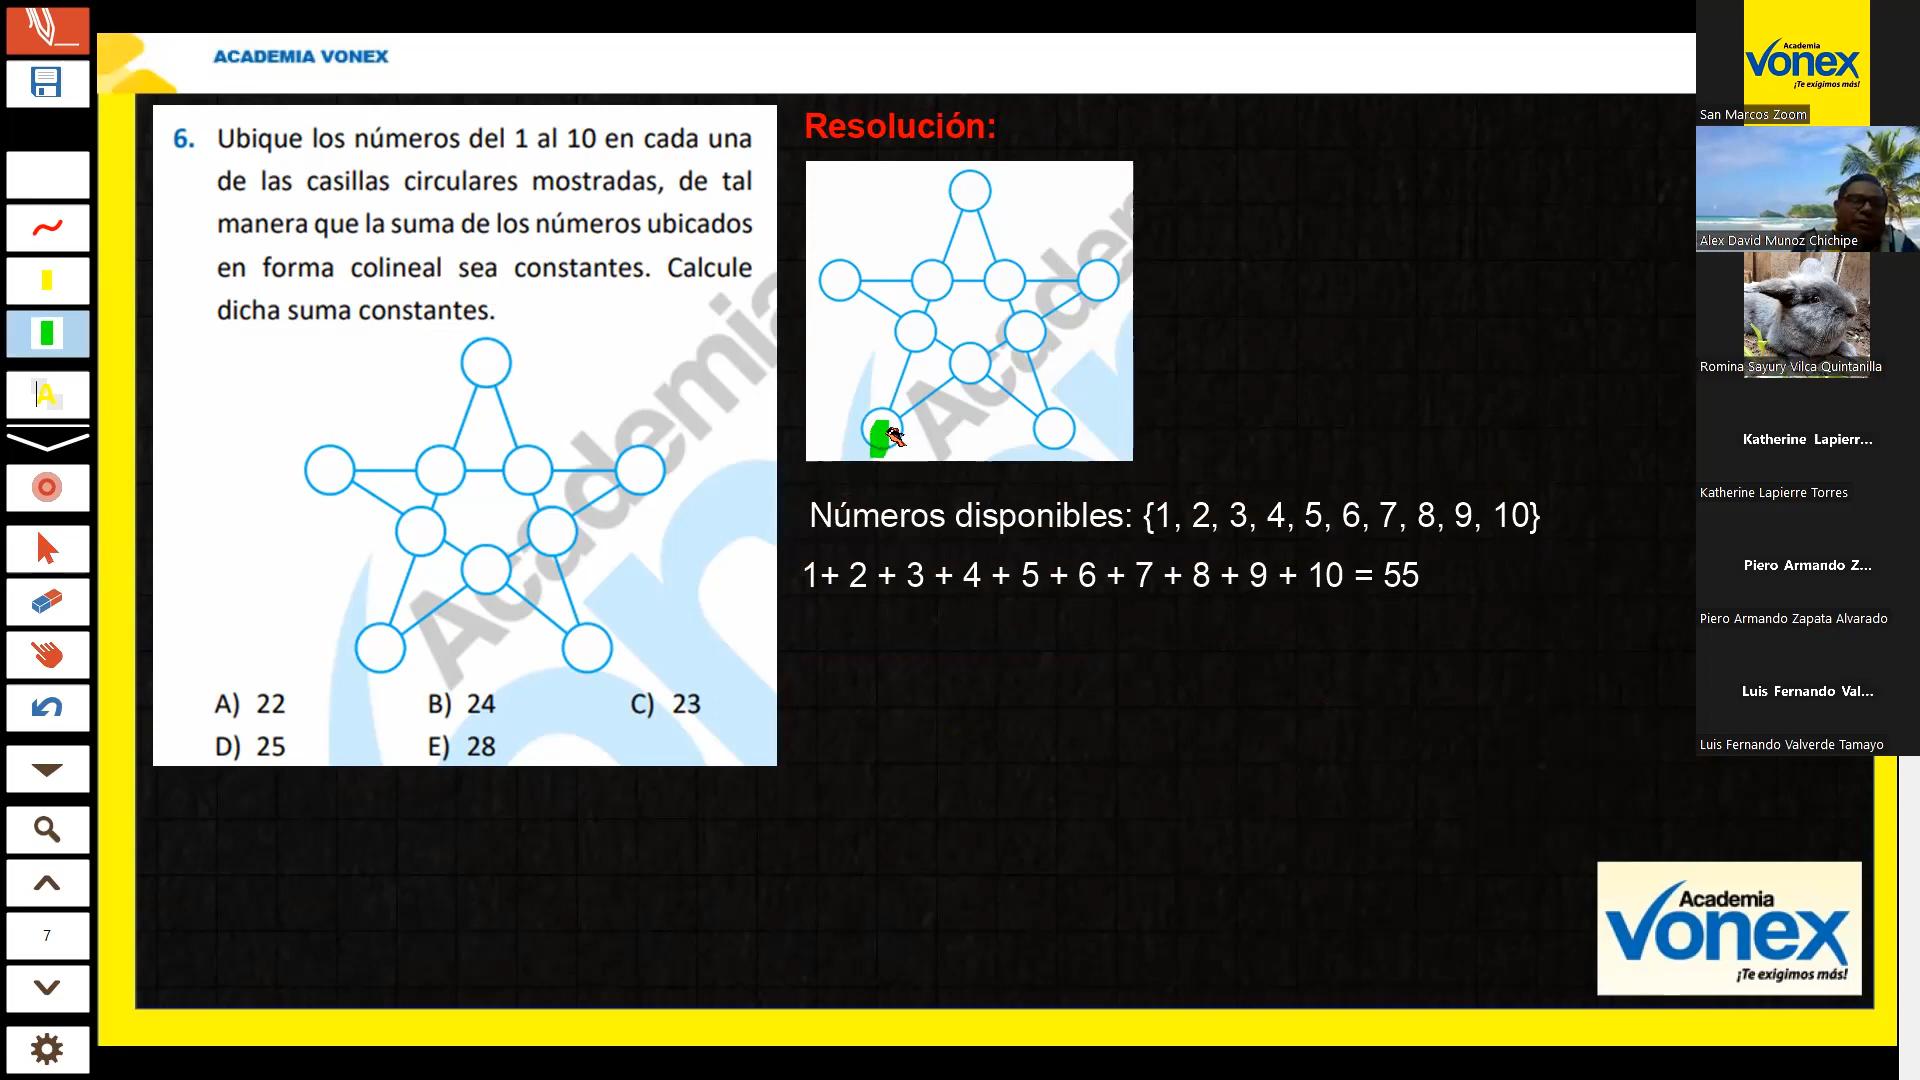 ACADEMIA VONEX
6. Ubique los números del 1 al 10 en cada una
de las casillas circulares mostradas, de tal
manera que la suma de los números ubicados
en forma colineal sea constantes. Calcule
dicha suma constantes.
Academia
A) 22 B) 24 C) 23
D) 25 E) 28
Resolución:
Academ
Números disponibles: {1, 2, 3, 4, 5, 6, 7, 8, 9, 10}
1+ 2 + 3 + 4 + 5 + 6 + 7 + 8 + 9 + 10 = 55
Academia
Vonex
¡Te exigimos más!
San Marcos Zoom
Alex David Munoz Chichipe
Romina Sayury Vilca Quintanilla
Katherine Lapierr...
Katherine Lapierre Torres
Piero Armando Z...
Piero Armando Zapata Alvarado
Luis Fernando Val...
Luis Fernando Valverde Tamayo
Academia
Vonex
¡Te exigimos más!
A
7